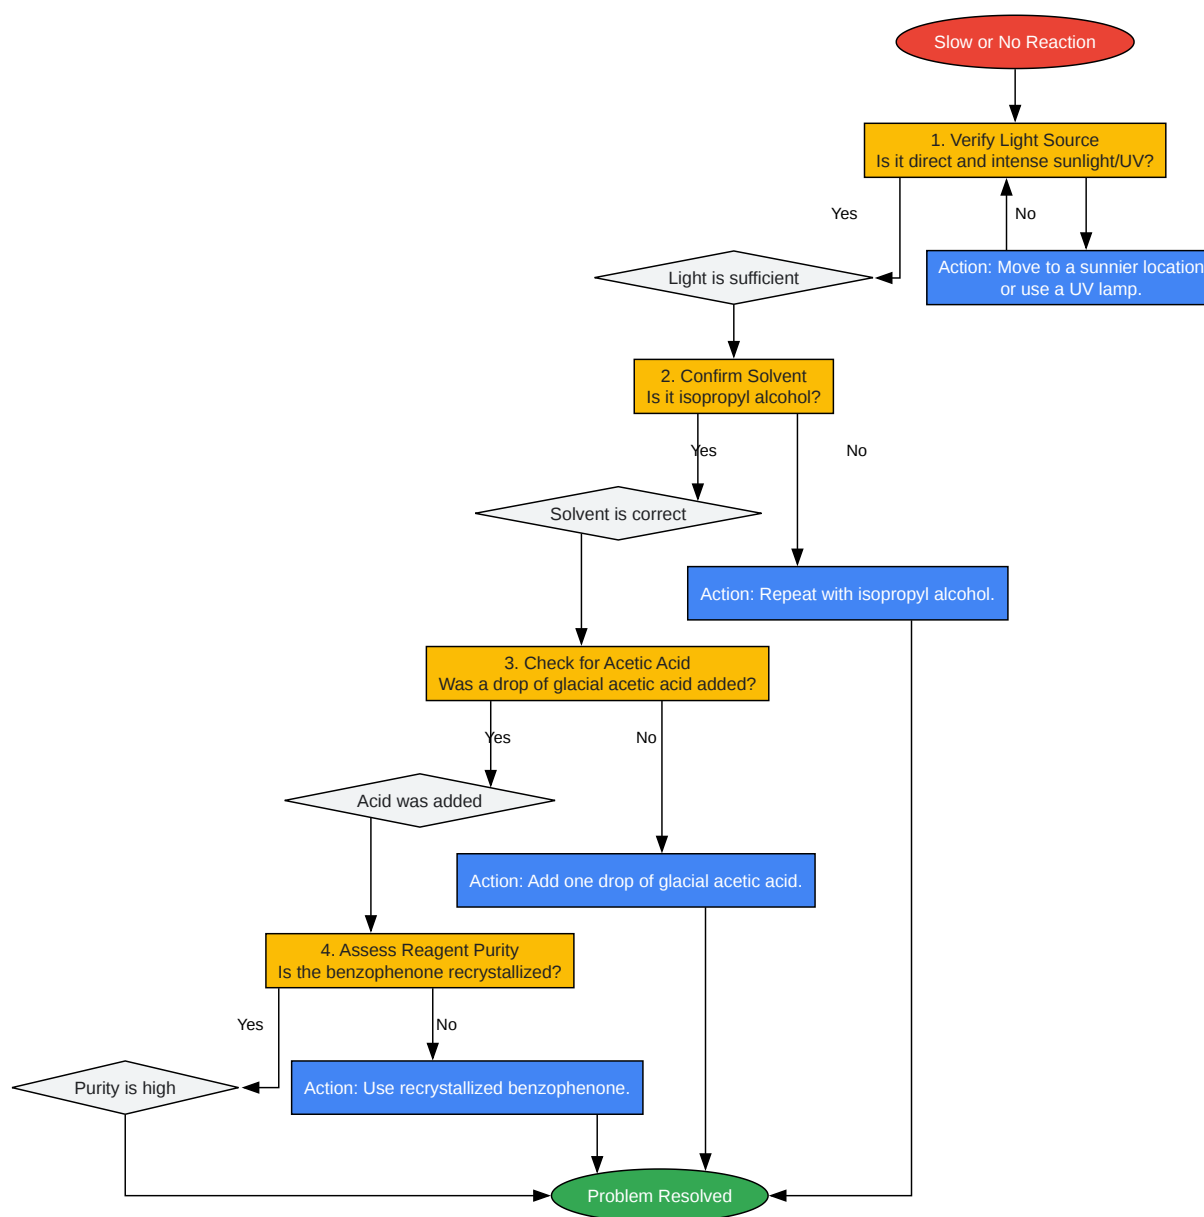 Slow or No Reaction
1. Verify Light Source
Is it direct and intense sunlight/UV?
Yes
No
Action: Move to a sunnier location
or use a UV lamp.
Light is sufficient
2. Confirm Solvent
Is it isopropyl alcohol?
Yes
No
Solvent is correct
Action: Repeat with isopropyl alcohol.
3. Check for Acetic Acid
Was a drop of glacial acetic acid added?
Yes
No
Acid was added
Action: Add one drop of glacial acetic acid.
4. Assess Reagent Purity
Is the benzophenone recrystallized?
Yes
No
Purity is high
Action: Use recrystallized benzophenone.
Problem Resolved